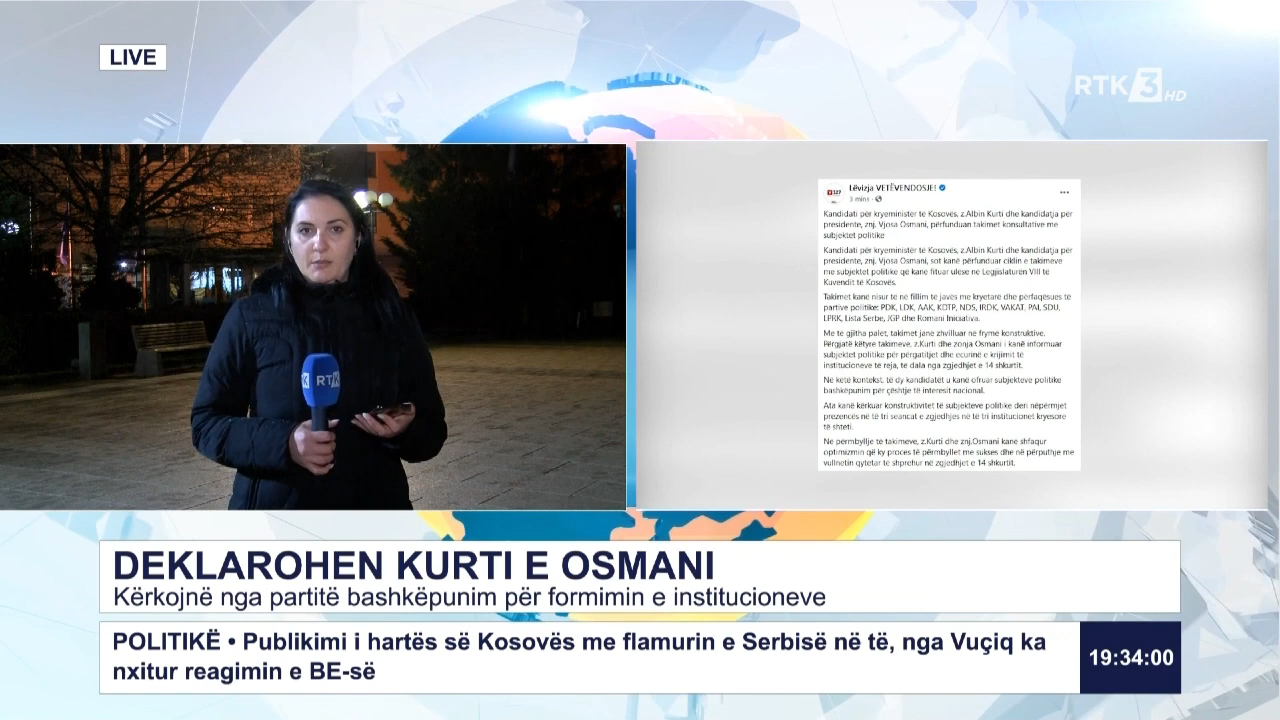 LIVE
RTK 3 HD
Lëvizja VETËVENDOSJE!
3 mins
Kandidati për kryeministër të Kosovës, z.Albin Kurti dhe kandidatja për
presidente, znj. Vjosa Osmani, përfunduan takimet konsultative me
subjektet politike
Kandidati për kryeministër të Kosovës, z.Albin Kurti dhe kandidatja për
presidente, znj. Vjosa Osmani, sot kanë përfunduar ciklin e takimeve
me subjektet politike që kanë fituar ulëse në Legjislaturën VIII të
Kuvendit të Kosovës.
Takimet kanë nisur të në fillim të javës me kryetarë dhe përfaqësues të
partive politike: PDK, LDK, AAK, KDTP, NDS, IRDK, VAKAT, PAI, SDU,
LPRK, Lista Serbe, JGP dhe Romani Iniciativa.
Me të gjitha palët, takimet janë zhvilluar në frymë konstruktive.
Përgjatë këtyre takimeve, z.Kurti dhe zonja Osmani i kanë informuar
subjektet politike për përgatitjet dhe ecurinë e krijimit të
institucioneve të reja, të dala nga zgjedhjet e 14 shkurtit.
Në këtë kontekst, të dy kandidatët u kanë ofruar subjekteve politike
bashkëpunim për çështje të interesit nacional.
Ata kanë kërkuar konstruktivitet të subjekteve politike deri nëpërmjet
prezencës në të tri seancat e zgjedhjes në të tri institucionet kryesore
të shteti.
Në përmbyllje të takimeve, z.Kurti dhe znj.Osmani kanë shfaqur
optimizmin që ky proces të përmbyllet me sukses dhe në përputhje me
vullnetin qytetar të shprehur në zgjedhjet e 14 shkurtit.
RTK
DEKLAROHEN KURTI E OSMANI
Kërkojnë nga partitë bashkëpunim për formimin e institucioneve
POLITIKË • Publikimi i hartës së Kosovës me flamurin e Serbisë në të, nga Vuçiq ka
nxitur reagimin e BE-së
19:34:00